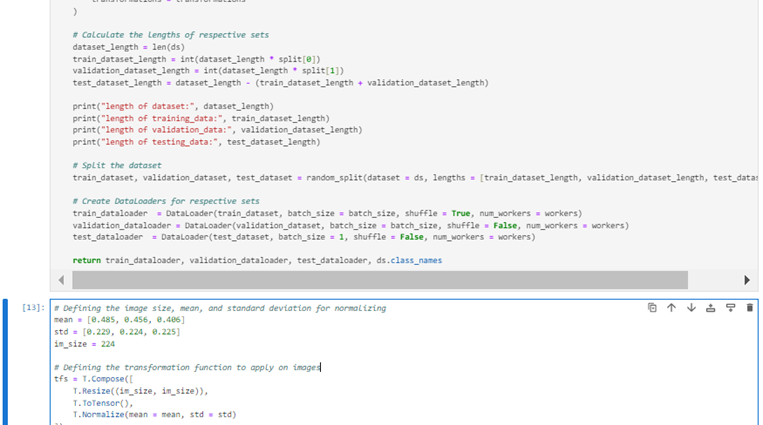 )
# Calculate the lengths of respective sets
dataset_length = len(ds)
train_dataset_length = int(dataset_length * split[0])
validation_dataset_length = int(dataset_length * split[1])
test_dataset_length = dataset_length - (train_dataset_length + validation_dataset_length)
print("length of dataset:", dataset_length)
print("length of training_data:", train_dataset_length)
print("length of validation_data:", validation_dataset_length)
print("length of testing_data:", test_dataset_length)
# Split the dataset
train_dataset, validation_dataset, test_dataset = random_split(dataset = ds, lengths = [train_dataset_length, validation_dataset_length, test_datas
# Create DataLoaders for respective sets
train_dataloader = DataLoader(train_dataset, batch_size = batch_size, shuffle = True, num_workers = workers)
validation_dataloader = DataLoader(validation_dataset, batch_size = batch_size, shuffle = False, num_workers = workers)
test_dataloader = DataLoader(test_dataset, batch_size = 1, shuffle = False, num_workers = workers)
return train_dataloader, validation_dataloader, test_dataloader, ds.class_names
[13]: # Defining the image size, mean, and standard deviation for normalizing
mean = [0.485, 0.456, 0.406]
std = [0.229, 0.224, 0.225]
im_size = 224
# Defining the transformation function to apply on images
tfs = T.Compose([
T.Resize((im_size, im_size)),
T.ToTensor(),
T.Normalize(mean = mean, std = std)